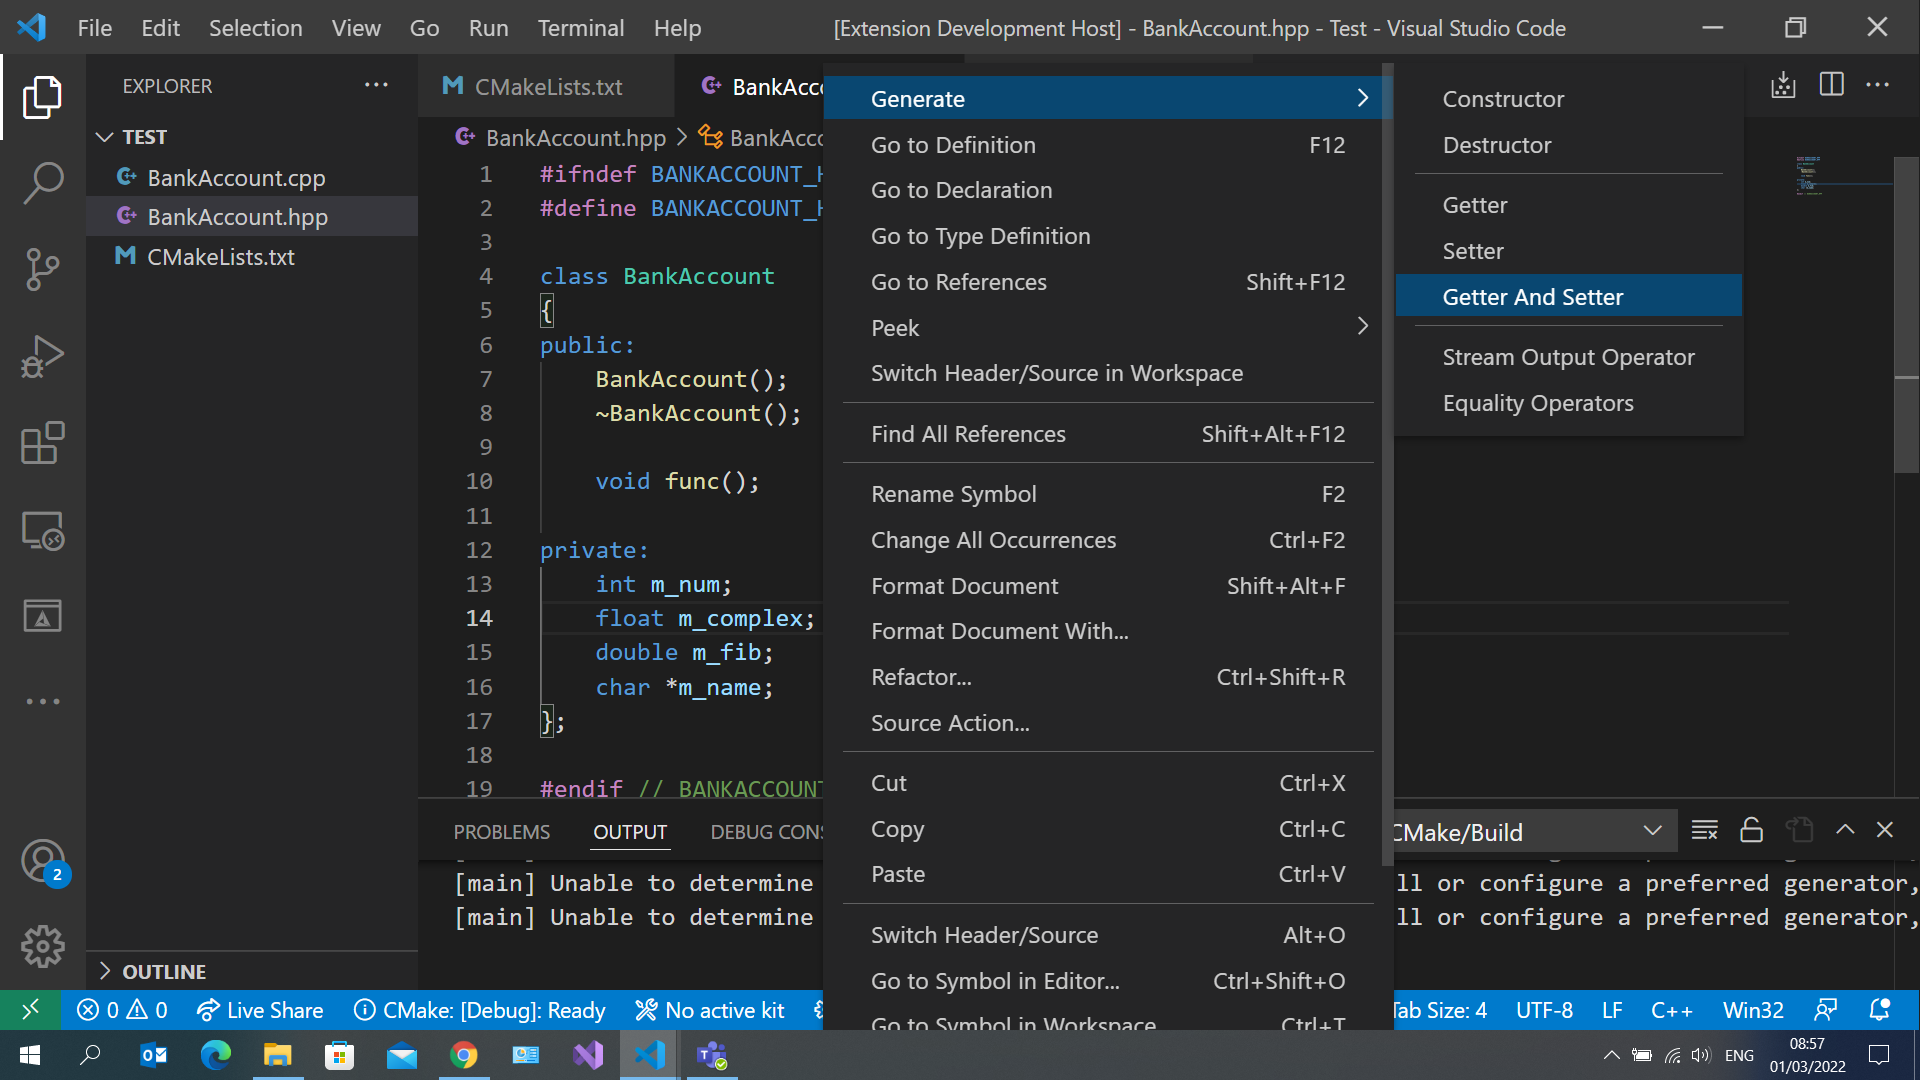 File Edit Selection View Go Run Terminal Help
[Extension Development Host] - BankAccount.hpp - Test - Visual Studio Code
EXPLORER
TEST
BankAccount.cpp
BankAccount.hpp
CMakeLists.txt
OUTLINE
2
CMakeLists.txt
BankAcc
BankAccount.hpp > BankAcc
1 #ifndef BANKACCOUNT_H
2 #define BANKACCOUNT_H
3
4 class BankAccount
5 {
6 public:
7 BankAccount();
8 ~BankAccount();
9
10 void func();
11
12 private:
13 int m_num;
14 float m_complex;
15 double m_fib;
16 char *m_name;
17 };
18
19 #endif // BANKACCOUNT
Generate
Go to Definition F12
Go to Declaration
Go to Type Definition
Go to References Shift+F12
Peek
Switch Header/Source in Workspace
Find All References Shift+Alt+F12
Rename Symbol F2
Change All Occurrences Ctrl+F2
Format Document Shift+Alt+F
Format Document With...
Refactor... Ctrl+Shift+R
Source Action...
Cut Ctrl+X
Copy Ctrl+C
Paste Ctrl+V
Switch Header/Source Alt+O
Go to Symbol in Editor... Ctrl+Shift+O
Go to Symbol in Workspace Ctrl+T
Constructor
Destructor
Getter
Setter
Getter And Setter
Stream Output Operator
Equality Operators
PROBLEMS OUTPUT DEBUG CONS
CMake/Build
[main] Unable to determine
ll or configure a preferred generator,
[main] Unable to determine
ll or configure a preferred generator,
0 0 Live Share CMake: [Debug]: Ready No active kit
Tab Size: 4 UTF-8 LF C++ Win32
ENG
08:57
01/03/2022